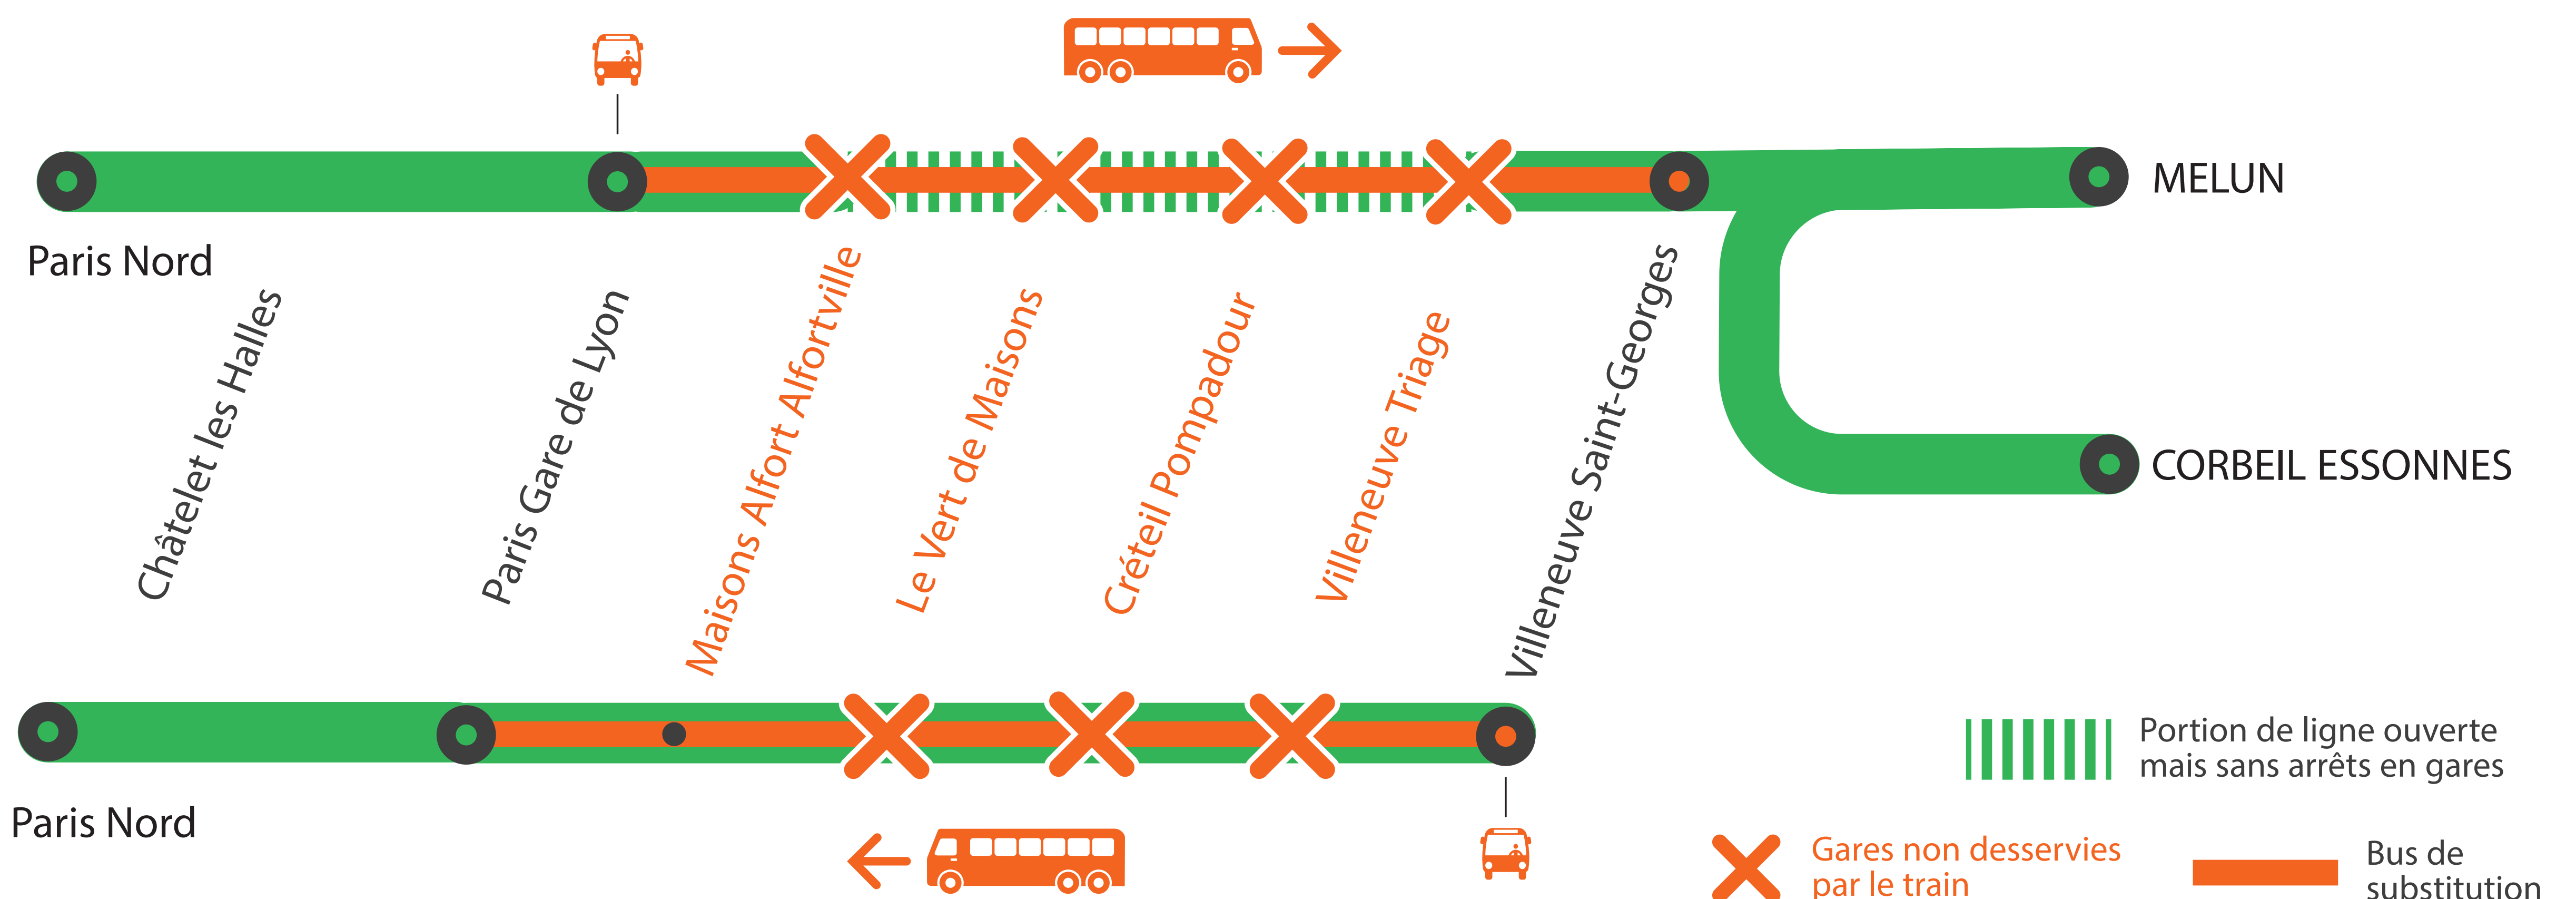 MELUN
Paris Nord
Châtelet les Halles
Paris Gare de Lyon
Maisons Alfort Alfortville
Le Vert de Maisons
Créteil Pompadour
Villeneuve Triage
Villeneuve Saint-Georges
CORBEIL ESSONNES
Paris Nord
Portion de ligne ouverte
mais sans arrêts en gares
Gares non desservies
par le train
Bus de
substitution